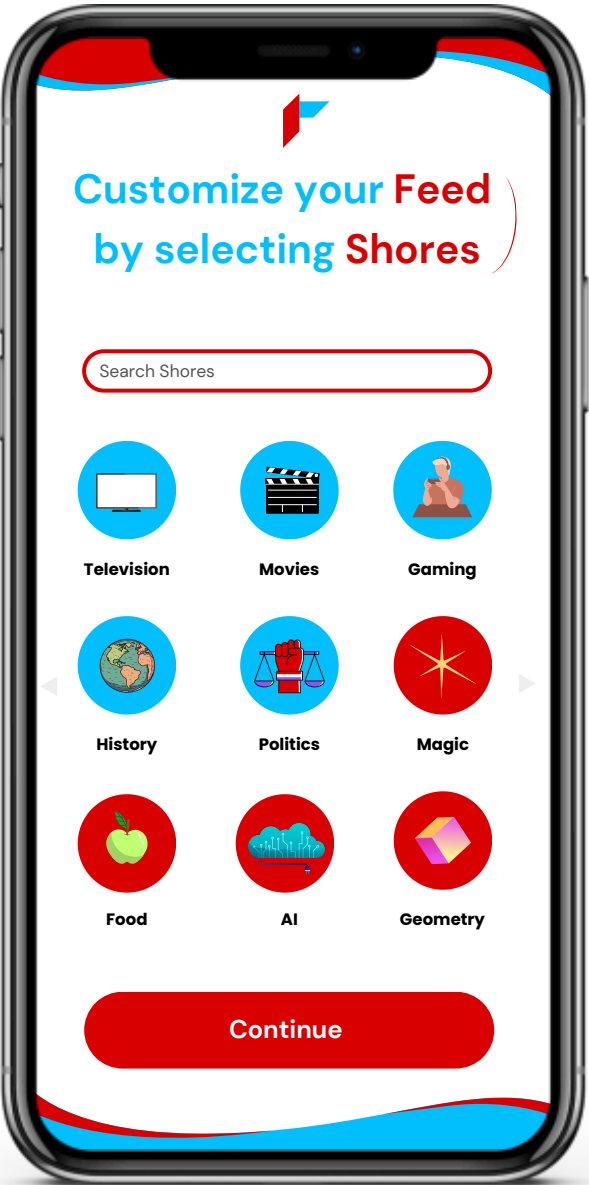 Customize your Feed
by selecting Shores
Search Shores
Television Movies Gaming
History Politics Magic
Food AI Geometry
Continue